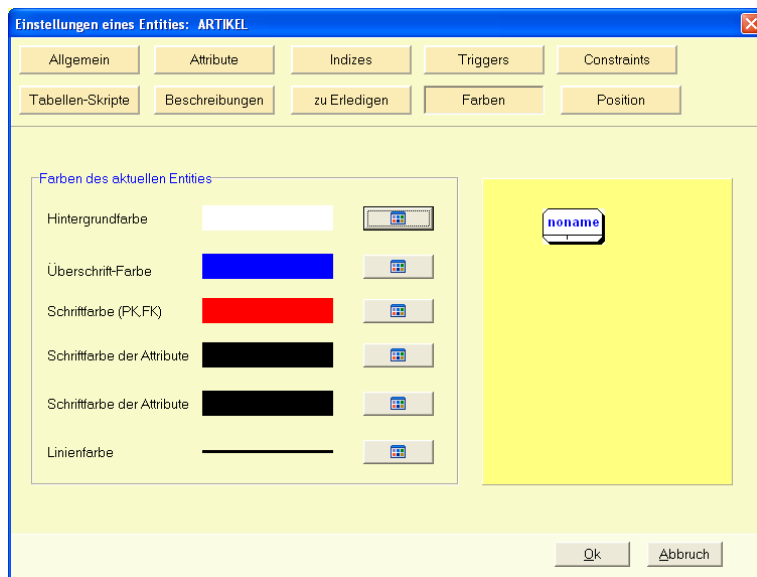 Einstellungen eines Entities: ARTIKEL
Allgemein Attribute Indizes Triggers Constraints
Tabellen-Skripte Beschreibungen zu Erledigen Farben Position
Farben des aktuellen Entities
Hintergrundfarbe
noname
Überschrift-Farbe
Schriftfarbe (PK,FK)
Schriftfarbe der Attribute
Schriftfarbe der Attribute
Linienfarbe
Ok Abbruch